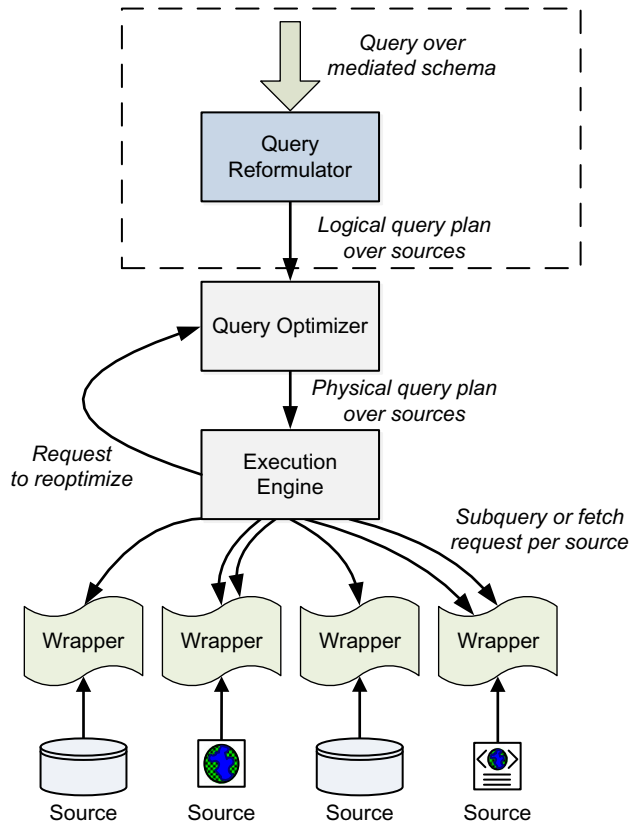 Query over
mediated schema
Query
Reformulator
Logical query plan
over sources
Query Optimizer
Physical query plan
over sources
Request
to reoptimize
Execution
Engine
Subquery or fetch
request per source
Wrapper
Wrapper
Wrapper
Wrapper
Source
Source
Source
Source